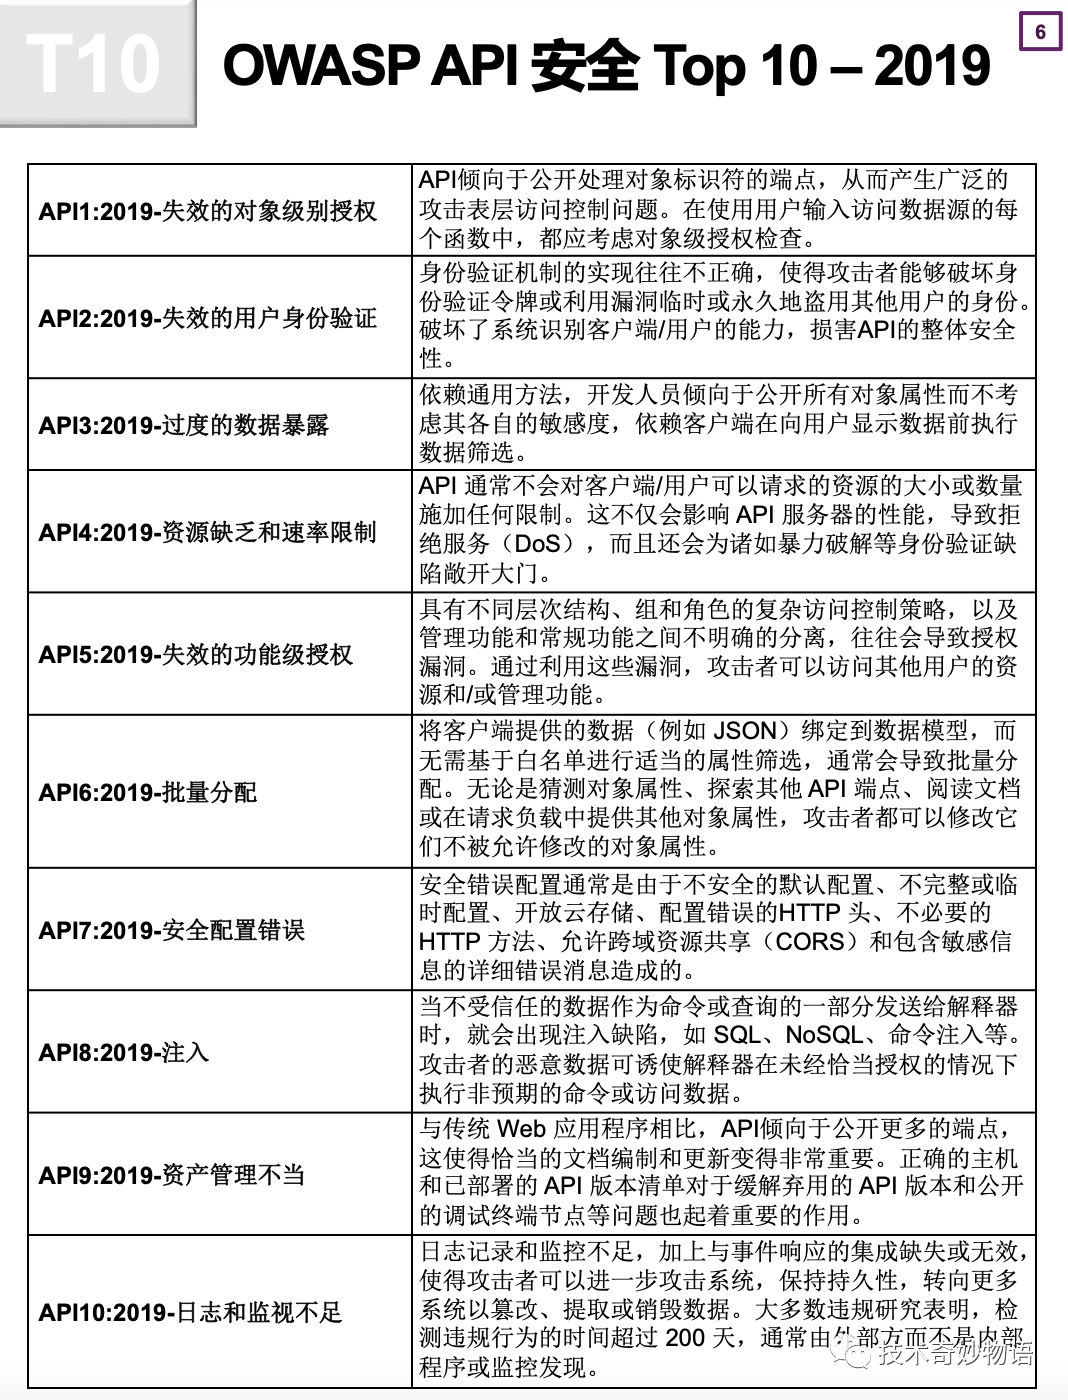 T10
OWASP API 安全 Top 10 – 2019
6
API1:2019-失效的对象级别授权
API倾向于公开处理对象标识符的端点，从而产生广泛的
攻击表层访问控制问题。在使用用户输入访问数据源的每
个函数中，都应考虑对象级授权检查。
API2:2019-失效的用户身份验证
身份验证机制的实现往往不正确，使得攻击者能够破坏身
份验证令牌或利用漏洞临时或永久地盗用其他用户的身份。
破坏了系统识别客户端/用户的能力，损害API的整体安全
性。
API3:2019-过度的数据暴露
依赖通用方法，开发人员倾向于公开所有对象属性而不考
虑其各自的敏感度，依赖客户端在向用户显示数据前执行
数据筛选。
API4:2019-资源缺乏和速率限制
API 通常不会对客户端/用户可以请求的资源的大小或数量
施加任何限制。这不仅会影响 API 服务器的性能，导致拒
绝服务（DoS），而且还会为诸如暴力破解等身份验证缺
陷敞开大门。
API5:2019-失效的功能级授权
具有不同层次结构、组和角色的复杂访问控制策略，以及
管理功能和常规功能之间不明确的分离，往往会导致授权
漏洞。通过利用这些漏洞，攻击者可以访问其他用户的资
源和/或管理功能。
API6:2019-批量分配
将客户端提供的数据（例如 JSON）绑定到数据模型，而
无需基于白名单进行适当的属性筛选，通常会导致批量分
配。无论是猜测对象属性、探索其他 API 端点、阅读文档
或在请求负载中提供其他对象属性，攻击者都可以修改它
们不被允许修改的对象属性。
API7:2019-安全配置错误
安全错误配置通常是由于不安全的默认配置、不完整或临
时配置、开放云存储、配置错误的HTTP 头、不必要的
HTTP 方法、允许跨域资源共享（CORS）和包含敏感信
息的详细错误消息造成的。
API8:2019-注入
当不受信任的数据作为命令或查询的一部分发送给解释器
时，就会出现注入缺陷，如 SQL、NoSQL、命令注入等。
攻击者的恶意数据可诱使解释器在未经恰当授权的情况下
执行非预期的命令或访问数据。
API9:2019-资产管理不当
与传统 Web 应用程序相比，API倾向于公开更多的端点，
这使得恰当的文档编制和更新变得非常重要。正确的主机
和已部署的 API 版本清单对于缓解弃用的 API 版本和公开
的调试终端节点等问题也起着重要的作用。
API10:2019-日志和监视不足
日志记录和监控不足，加上与事件响应的集成缺失或无效，
使得攻击者可以进一步攻击系统，保持持久性，转向更多
系统以篡改、提取或销毁数据。大多数违规研究表明，检
测违规行为的时间超过 200 天，通常由外部方而不是内部
程序或监控发现。
技术奇妙物语